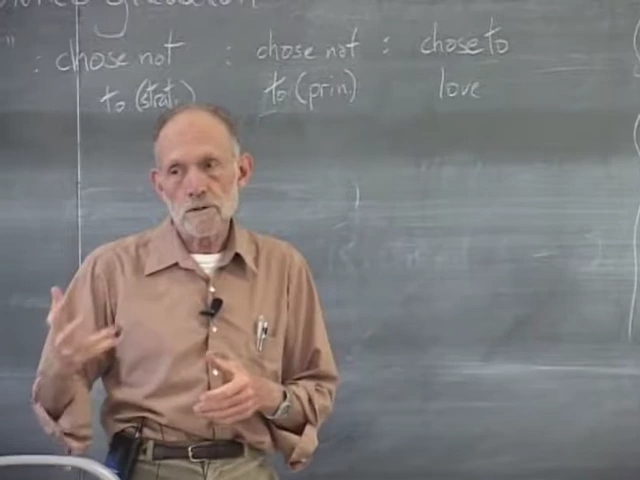 : chose not : chose not : chose to
to (strat.) to (prin) love